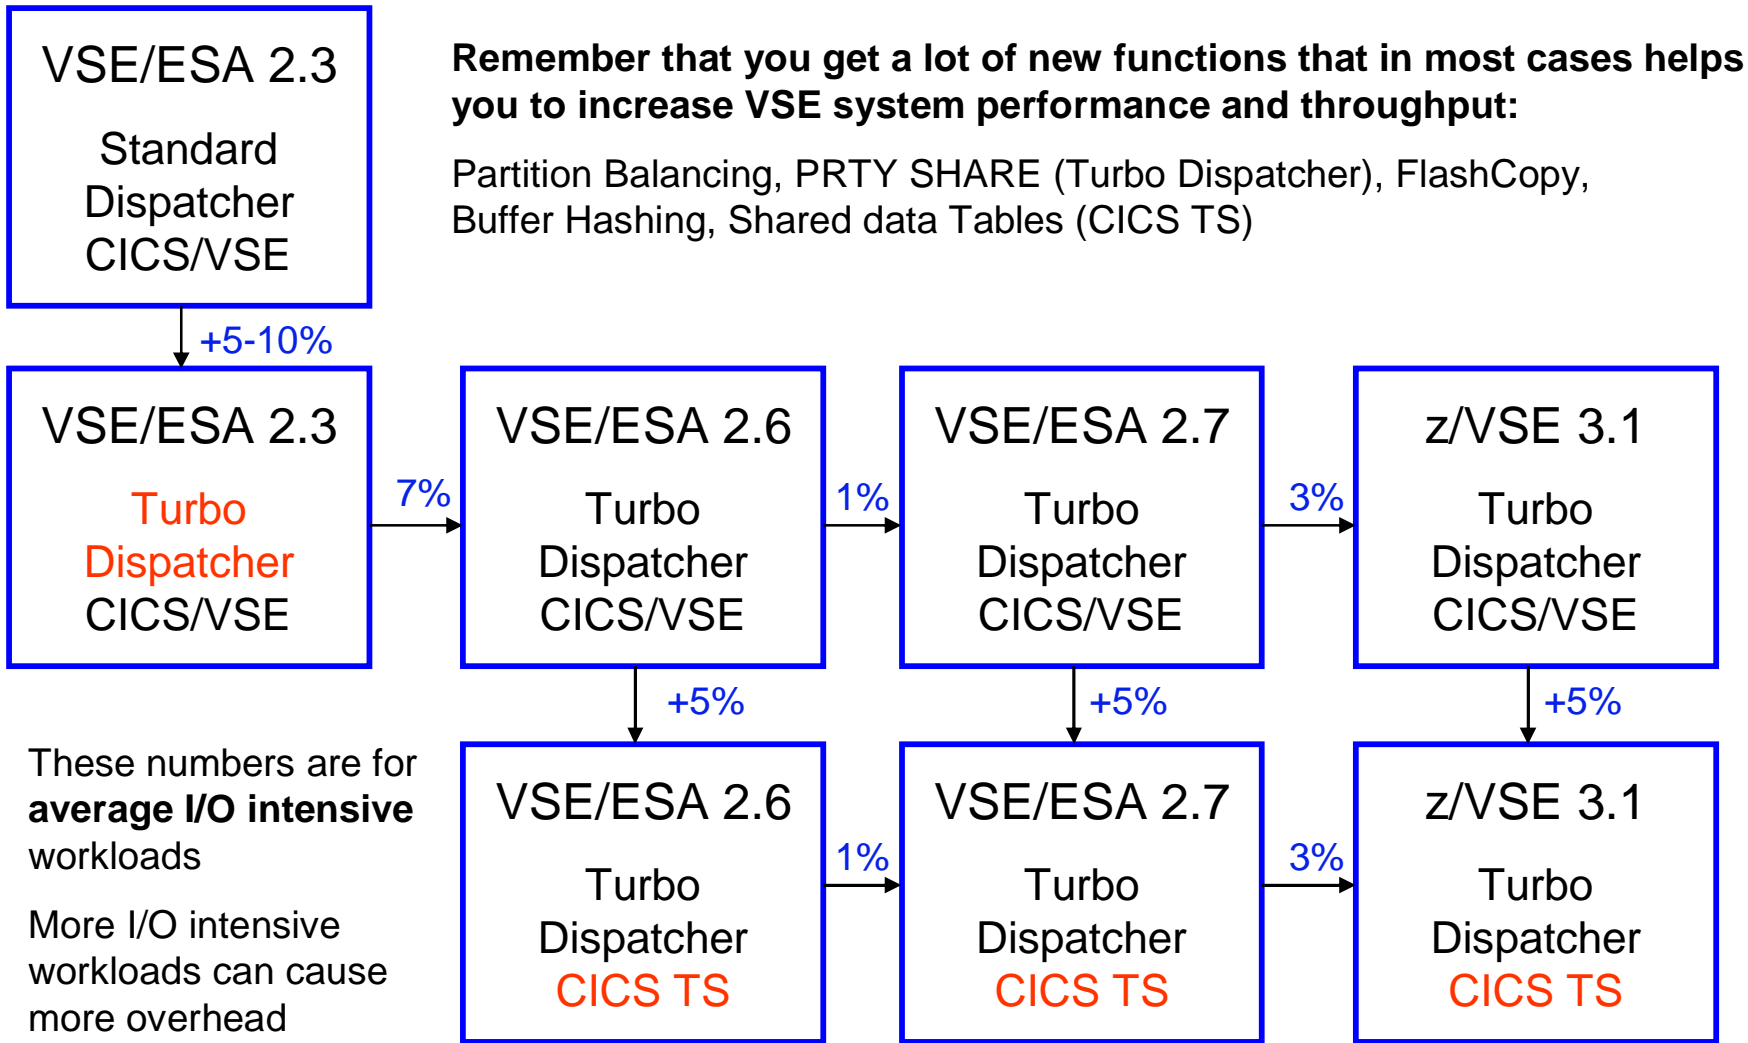 VSE/ESA 2.3
Standard
Dispatcher
CICS/VSE
Remember that you get a lot of new functions that in most cases helps
you to increase VSE system performance and throughput:
Partition Balancing, PRTY SHARE (Turbo Dispatcher), FlashCopy,
Buffer Hashing, Shared data Tables (CICS TS)
+5-10%
VSE/ESA 2.3
Turbo
Dispatcher
CICS/VSE
7%
VSE/ESA 2.6
Turbo
Dispatcher
CICS/VSE
1%
VSE/ESA 2.7
Turbo
Dispatcher
CICS/VSE
3%
z/VSE 3.1
Turbo
Dispatcher
CICS/VSE
+5%
+5%
+5%
These numbers are for
average I/O intensive
workloads
More I/O intensive
workloads can cause
more overhead
VSE/ESA 2.6
Turbo
Dispatcher
CICS TS
1%
VSE/ESA 2.7
Turbo
Dispatcher
CICS TS
3%
z/VSE 3.1
Turbo
Dispatcher
CICS TS